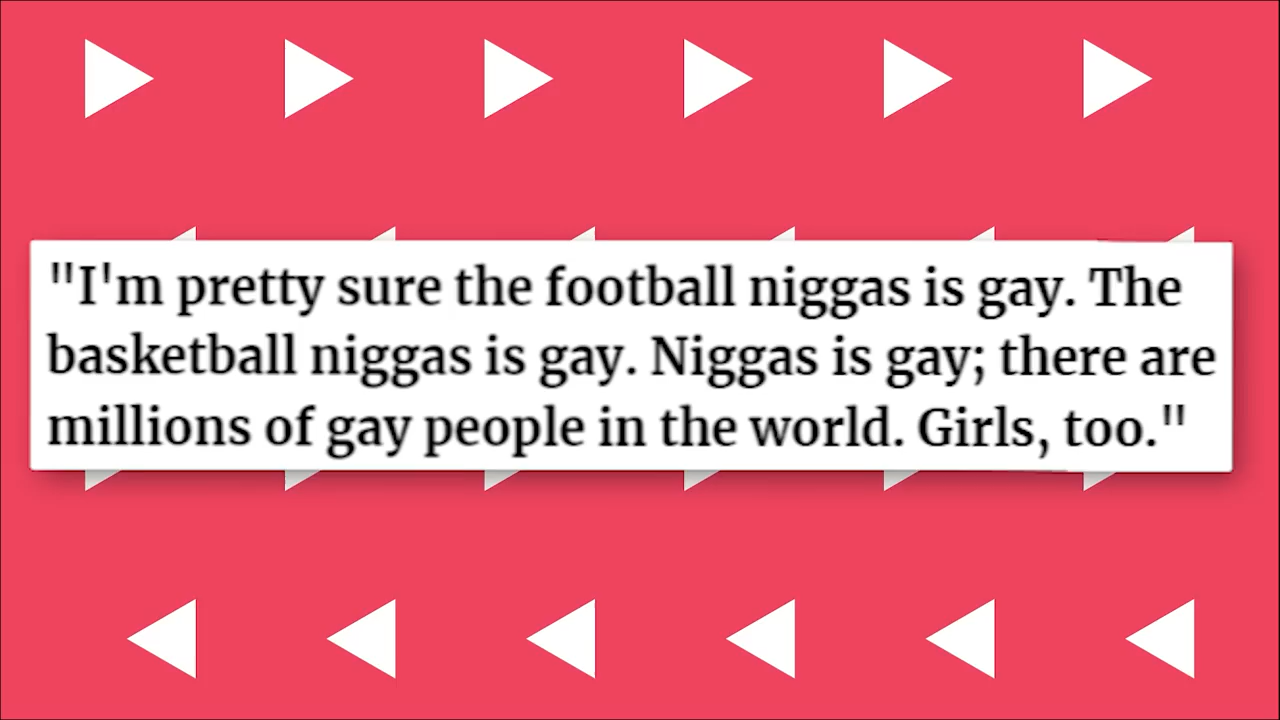 "I'm pretty sure the football niggas is gay. The
basketball niggas is gay. Niggas is gay; there are
millions of gay people in the world. Girls, too."